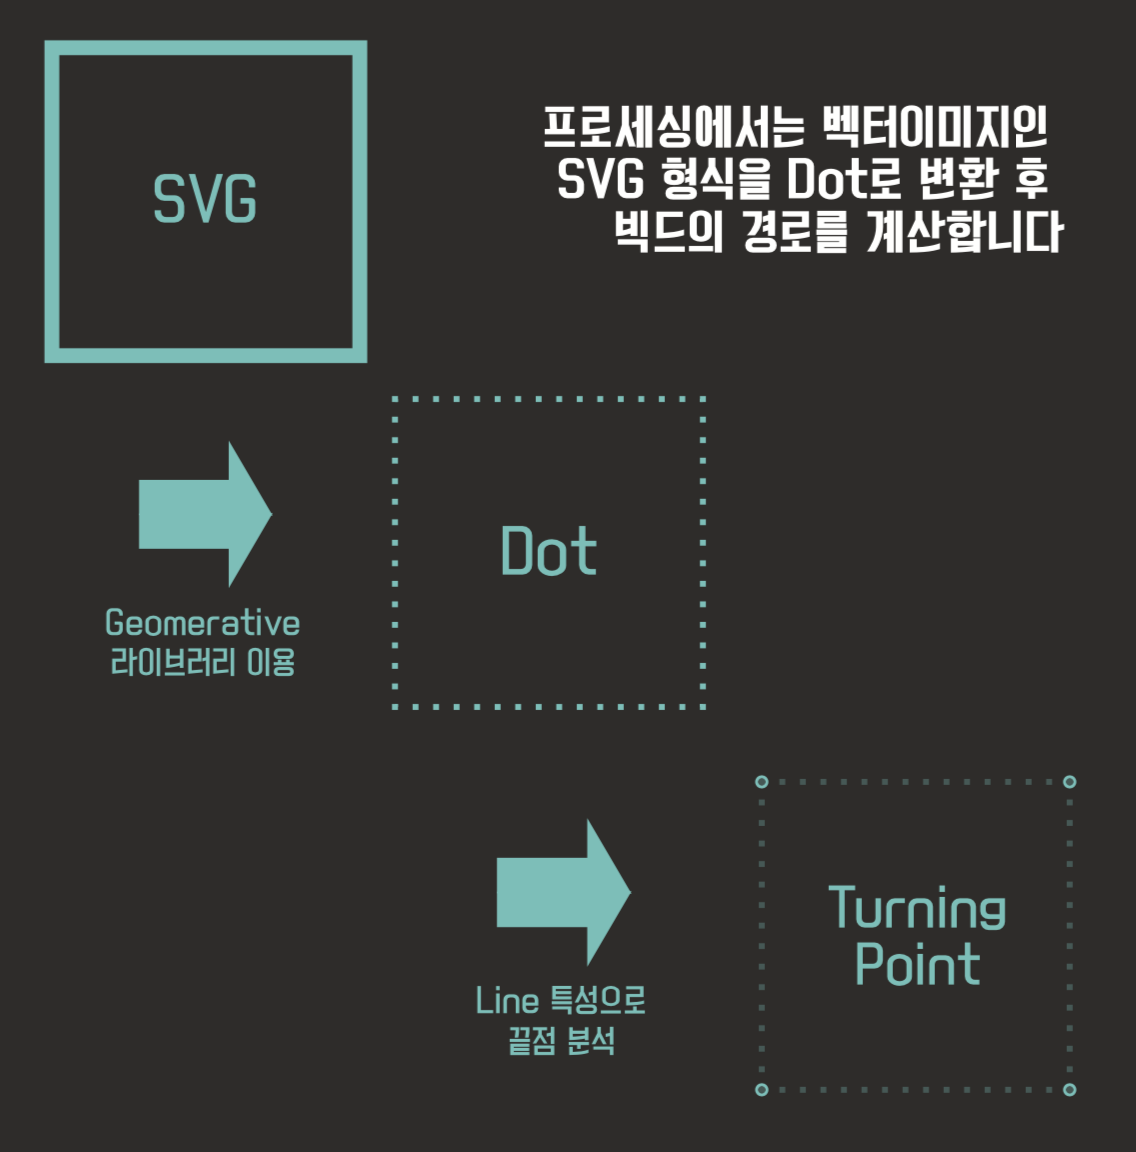 SVG
프로세싱에서는 벡터이미지인
SVG 형식을 Dot로 변환 후
빅드의 경로를 계산합니다
Dot
Geomerative
라이브러리 이용
Turning
Point
Line 특성으로
끝점 분석